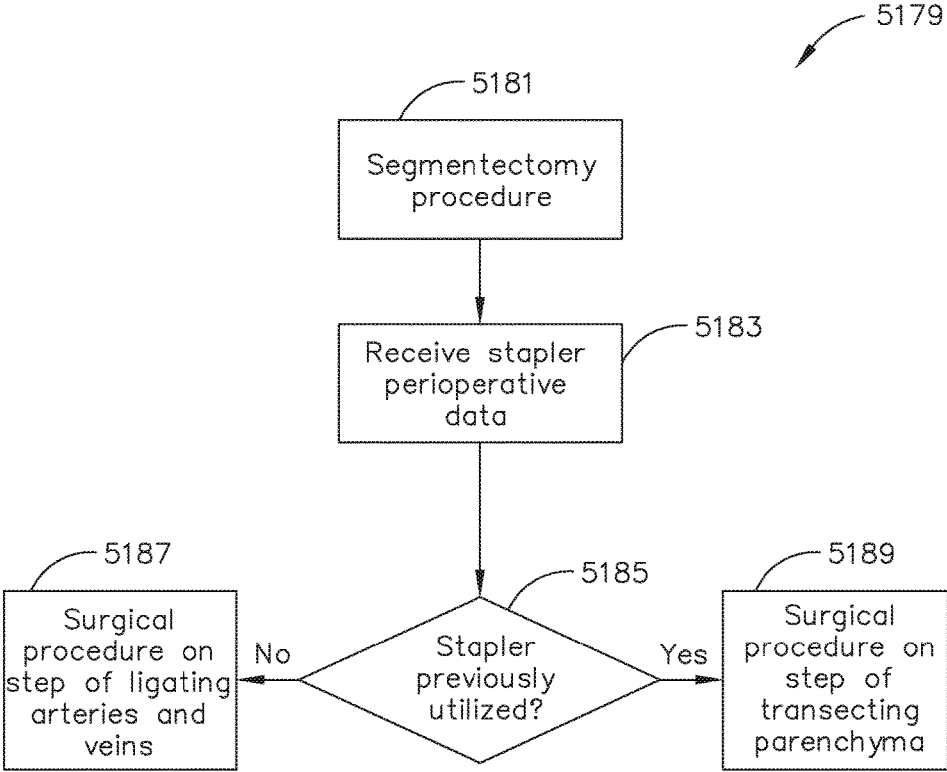 5179
5181
Segmentectomy
procedure
5183
Receive stapler
perioperative
data
5187
Surgical
procedure on
step of ligating
arteries and
veins
No
5185
Stapler
previously
utilized?
Yes
5189
Surgical
procedure on
step of
transecting
parenchyma